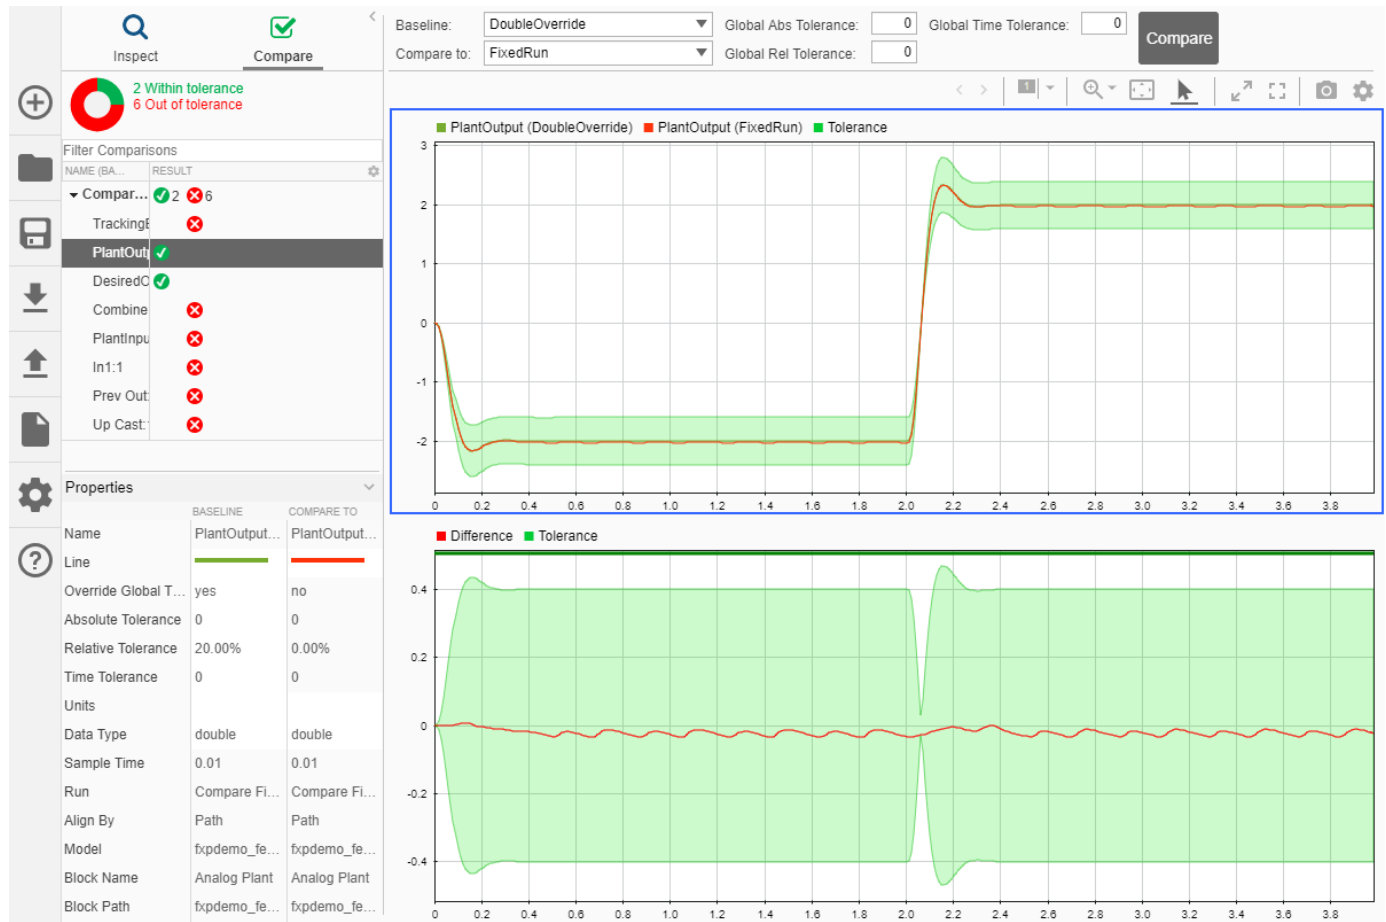 Inspect
Compare
2 Within tolerance
6 Out of tolerance
Filter Comparisons
NAME (BA... RESULT
Compar... 2 6
TrackingE
PlantOutp
DesiredO
Combine
PlantInpu
In1:1
Prev Out:
Up Cast:
Properties
BASELINE COMPARE TO
Name PlantOutput... PlantOutput...
Line
Override Global T... yes no
Absolute Tolerance 0 0
Relative Tolerance 20.00% 0.00%
Time Tolerance 0 0
Units
Data Type double double
Sample Time 0.01 0.01
Run Compare Fi... Compare Fi...
Align By Path Path
Model fxpdemo_fe... fxpdemo_fe...
Block Name Analog Plant Analog Plant
Block Path fxpdemo_fe... fxpdemo_fe...
Baseline: DoubleOverride Global Abs Tolerance: 0 Global Time Tolerance: 0
Compare to: FixedRun Global Rel Tolerance: 0
Compare
1
PlantOutput (DoubleOverride) PlantOutput (FixedRun) Tolerance
3
2
1
0
-1
-2
0 0.2 0.4 0.6 0.8 1.0 1.2 1.4 1.6 1.8 2.0 2.2 2.4 2.6 2.8 3.0 3.2 3.4 3.6 3.8
Difference Tolerance
0.4
0.2
0
-0.2
-0.4
0 0.2 0.4 0.6 0.8 1.0 1.2 1.4 1.6 1.8 2.0 2.2 2.4 2.6 2.8 3.0 3.2 3.4 3.6 3.8